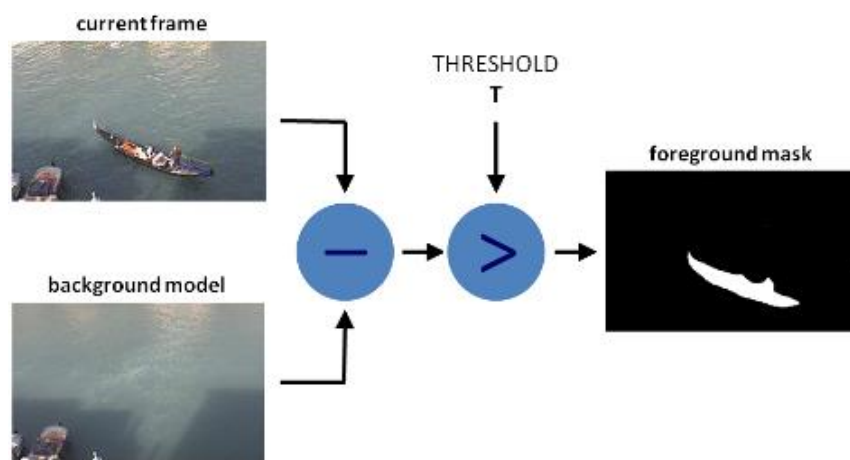 current frame
THRESHOLD
T
foreground mask
−
>
background model